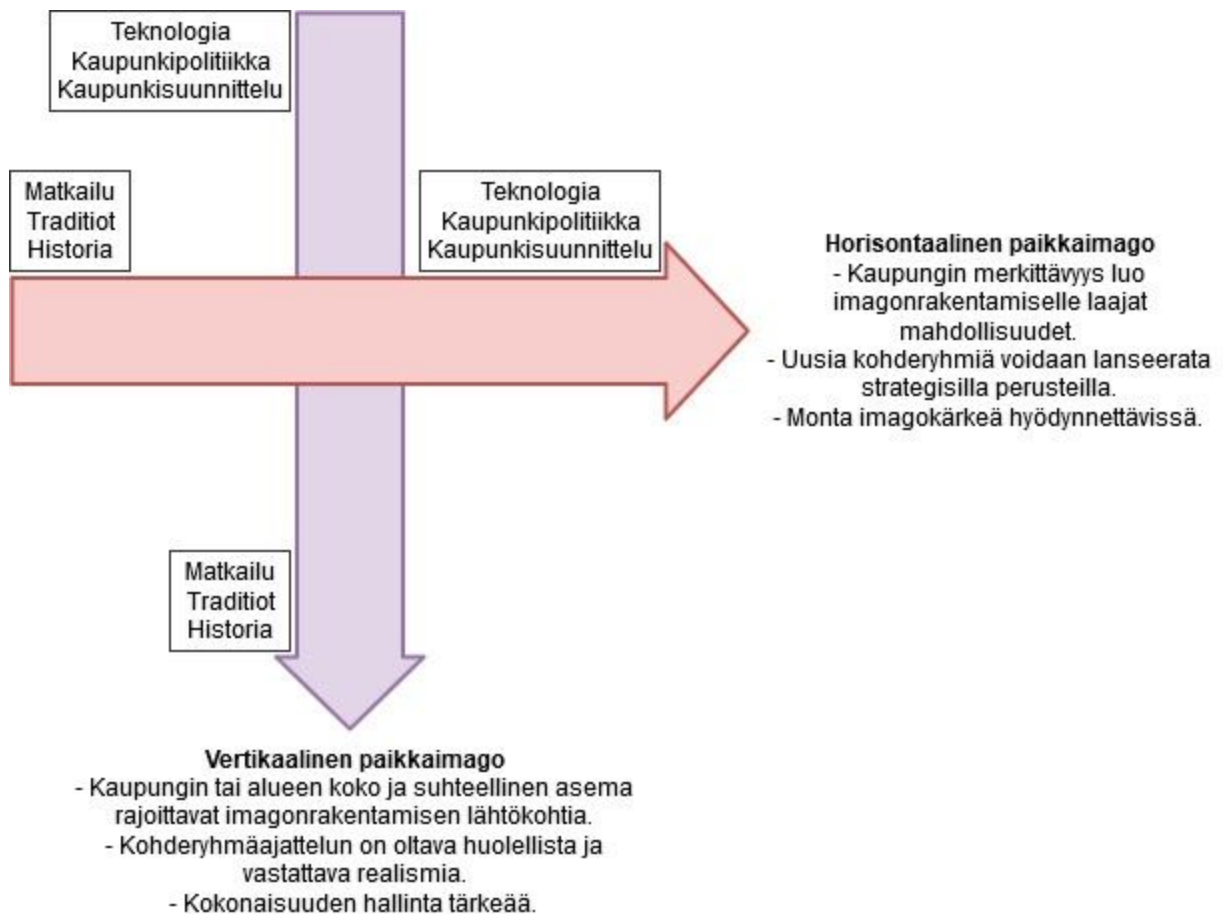 Teknologia
Kaupunkipolitiikka
Kaupunkisuunnittelu
Matkailu
Traditiot
Historia
Teknologia
Kaupunkipolitiikka
Kaupunkisuunnittelu
Horisontaalinen paikkaimago
- Kaupungin merkittävyys luo
imagonrakentamiselle laajat
mahdollisuudet.
- Uusia kohderyhmiä voidaan lanseerata
strategisilla perusteilla.
- Monta imagokärkeä hyödynnettävissä.
Matkailu
Traditiot
Historia
Vertikaalinen paikkaimago
- Kaupungin tai alueen koko ja suhteellinen asema
rajoittavat imagonrakentamisen lähtökohtia.
- Kohderyhmäajattelun on oltava huolellista ja
vastattava realismia.
- Kokonaisuuden hallinta tärkeää.